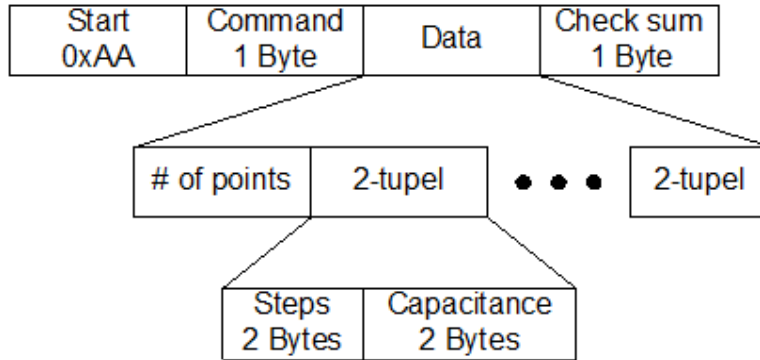 Start
0xAA
Command
1 Byte
Data
Check sum
1 Byte
# of points
2-tupel
2-tupel
Steps
2 Bytes
Capacitance
2 Bytes